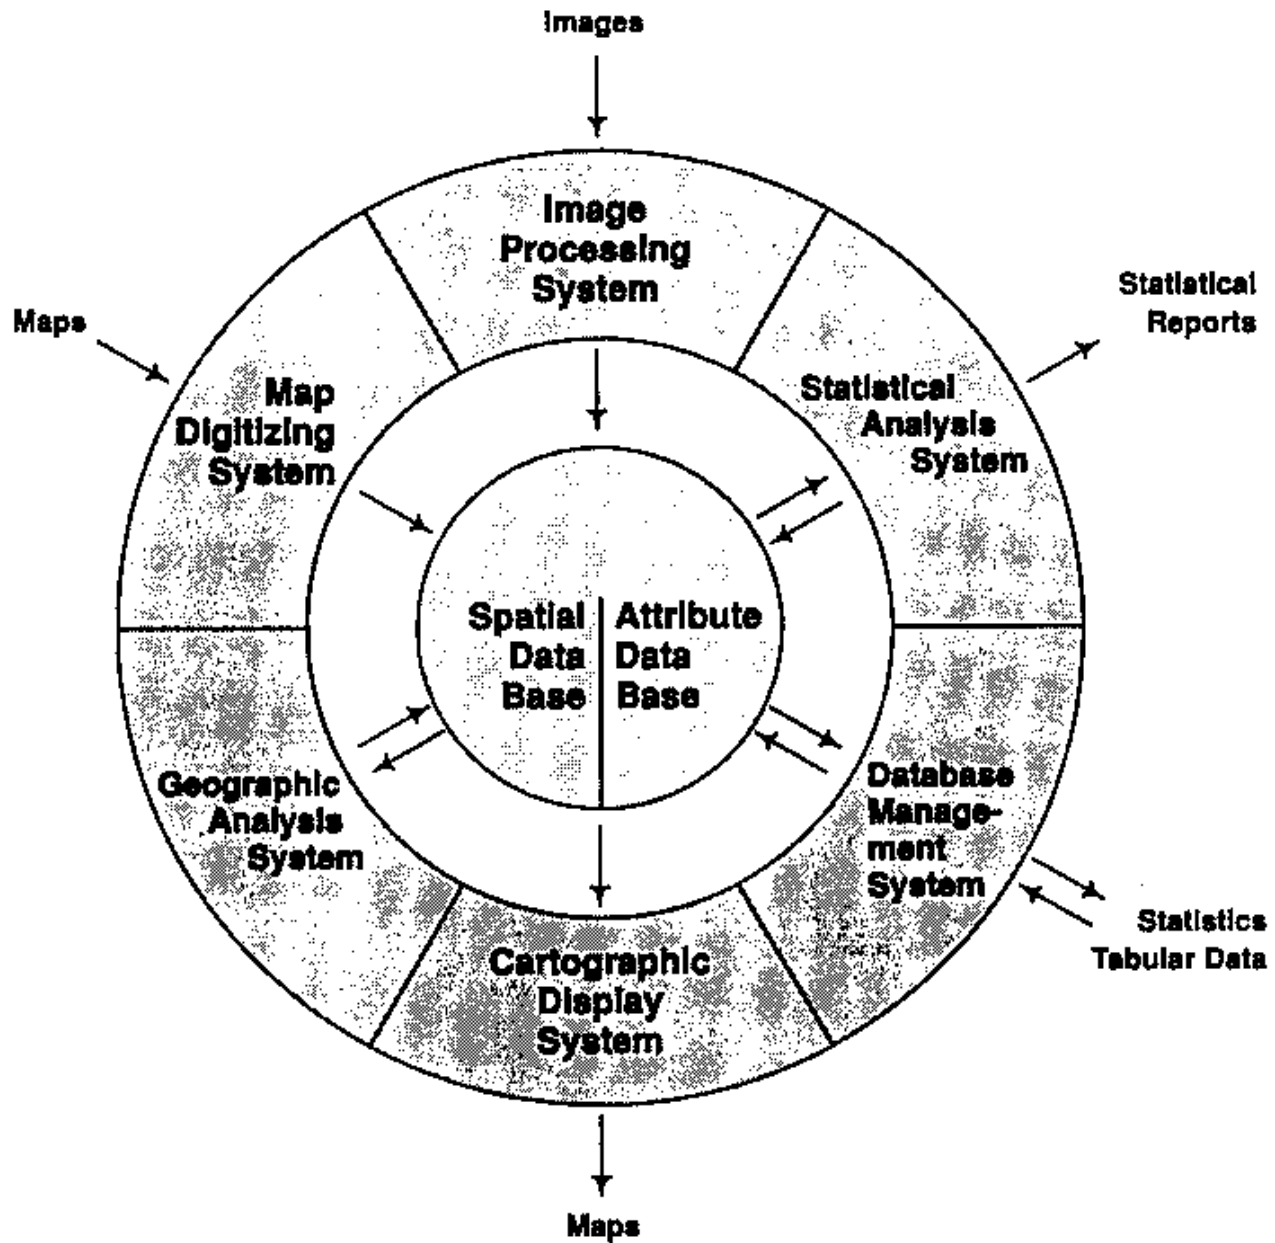 Images
Image
Processing
System
Statistical
Reports
Maps
Map
Digitizing
System
Statistical
Analysis
System
Spatial
Data
Base
Attribute
Data
Base
Geographic
Analysis
System
Database
Manage-
ment
System
Cartographic
Display
System
Statistics
Tabular Data
Maps